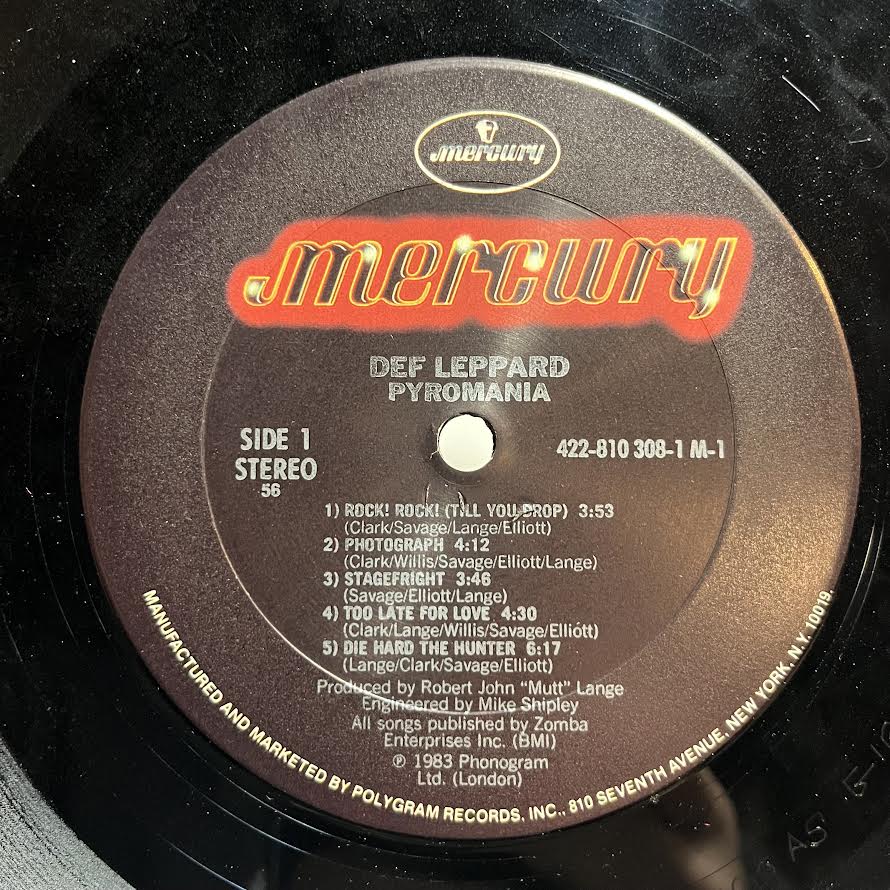 mercury
mercury
DEF LEPPARD
PYROMANIA
SIDE 1
STEREO
56
422-810 308-1 M-1
1) ROCK! ROCK! (TILL YOU DROP) 3:53
(Clark/Savage/Lange/Elliott)
2) PHOTOGRAPH 4:12
(Clark/Willis/Savage/Elliott/Lange)
3) STAGEFRIGHT 3:46
(Savage/Elliott/Lange)
4) TOO LATE FOR LOVE 4:30
(Clark/Lange/Willis/Savage/Elliott)
5) DIE HARD THE HUNTER 6:17
(Lange/Clark/Savage/Elliott)
Produced by Robert John "Mutt" Lange
Engineered by Mike Shipley
All songs published by Zomba
Enterprises Inc. (BMI)
℗ 1983 Phonogram
Ltd. (London)
MANUFACTURED AND MARKETED BY POLYGRAM RECORDS, INC., 810 SEVENTH AVENUE, NEW YORK, N.Y. 10019.